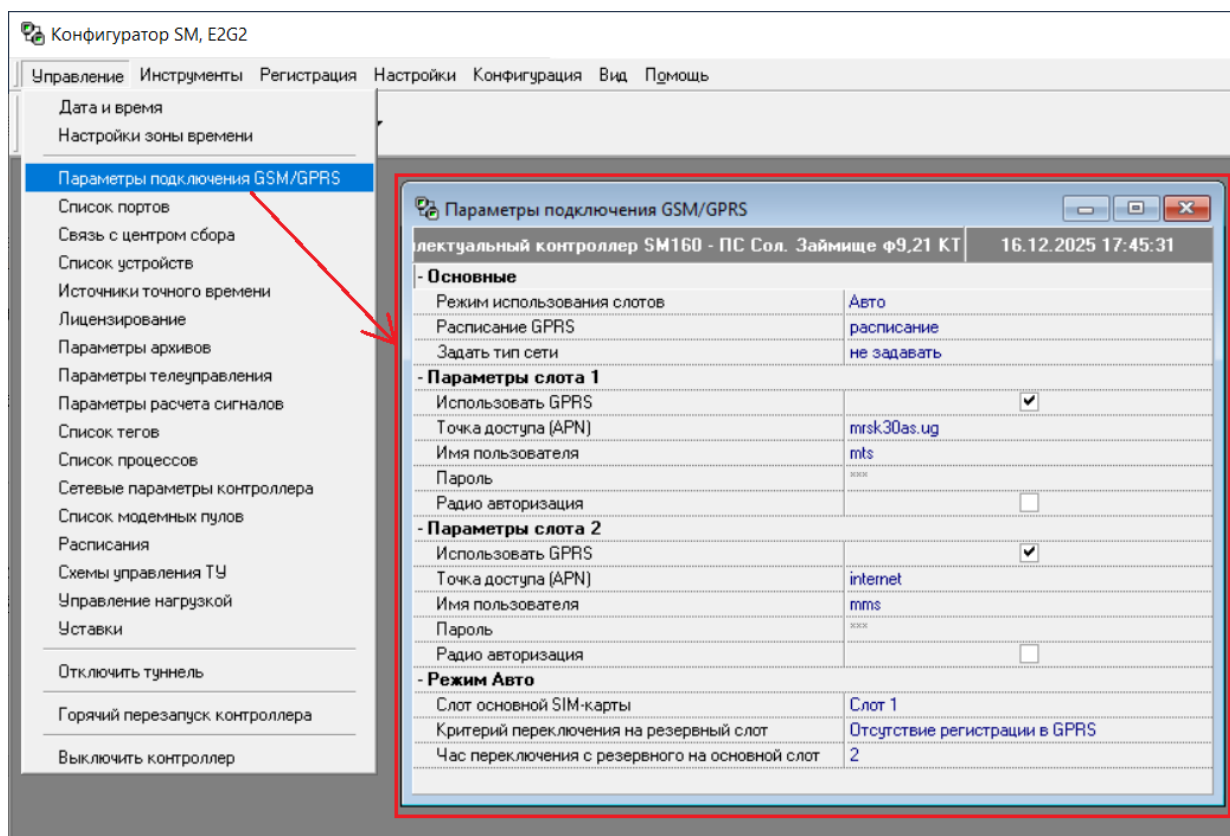 Конфигуратор SM, E2G2
Управление Инструменты Регистрация Настройки Конфигурация Вид Помощь
Дата и время
Настройки зоны времени
Параметры подключения GSM/GPRS
Список портов
Связь с центром сбора
Список устройств
Источники точного времени
Лицензирование
Параметры архивов
Параметры телеуправления
Параметры расчета сигналов
Список тегов
Список процессов
Сетевые параметры контроллера
Список модемных пулов
Расписания
Схемы управления ТУ
Управление нагрузкой
Уставки
Отключить туннель
Горячий перезапуск контроллера
Выключить контроллер
Параметры подключения GSM/GPRS
лектуальный контроллер SM160 - ПС Сол. Займище ф9,21 КТ 16.12.2025 17:45:31
- Основные
Режим использования слотов Авто
Расписание GPRS расписание
Задать тип сети не задавать
- Параметры слота 1
Использовать GPRS
Точка доступа (APN) mrsk30as.ug
Имя пользователя mts
Пароль ***
Радио авторизация
- Параметры слота 2
Использовать GPRS
Точка доступа (APN) internet
Имя пользователя mms
Пароль ***
Радио авторизация
- Режим Авто
Слот основной SIM-карты Слот 1
Критерий переключения на резервный слот Отсутствие регистрации в GPRS
Час переключения с резервного на основной слот 2